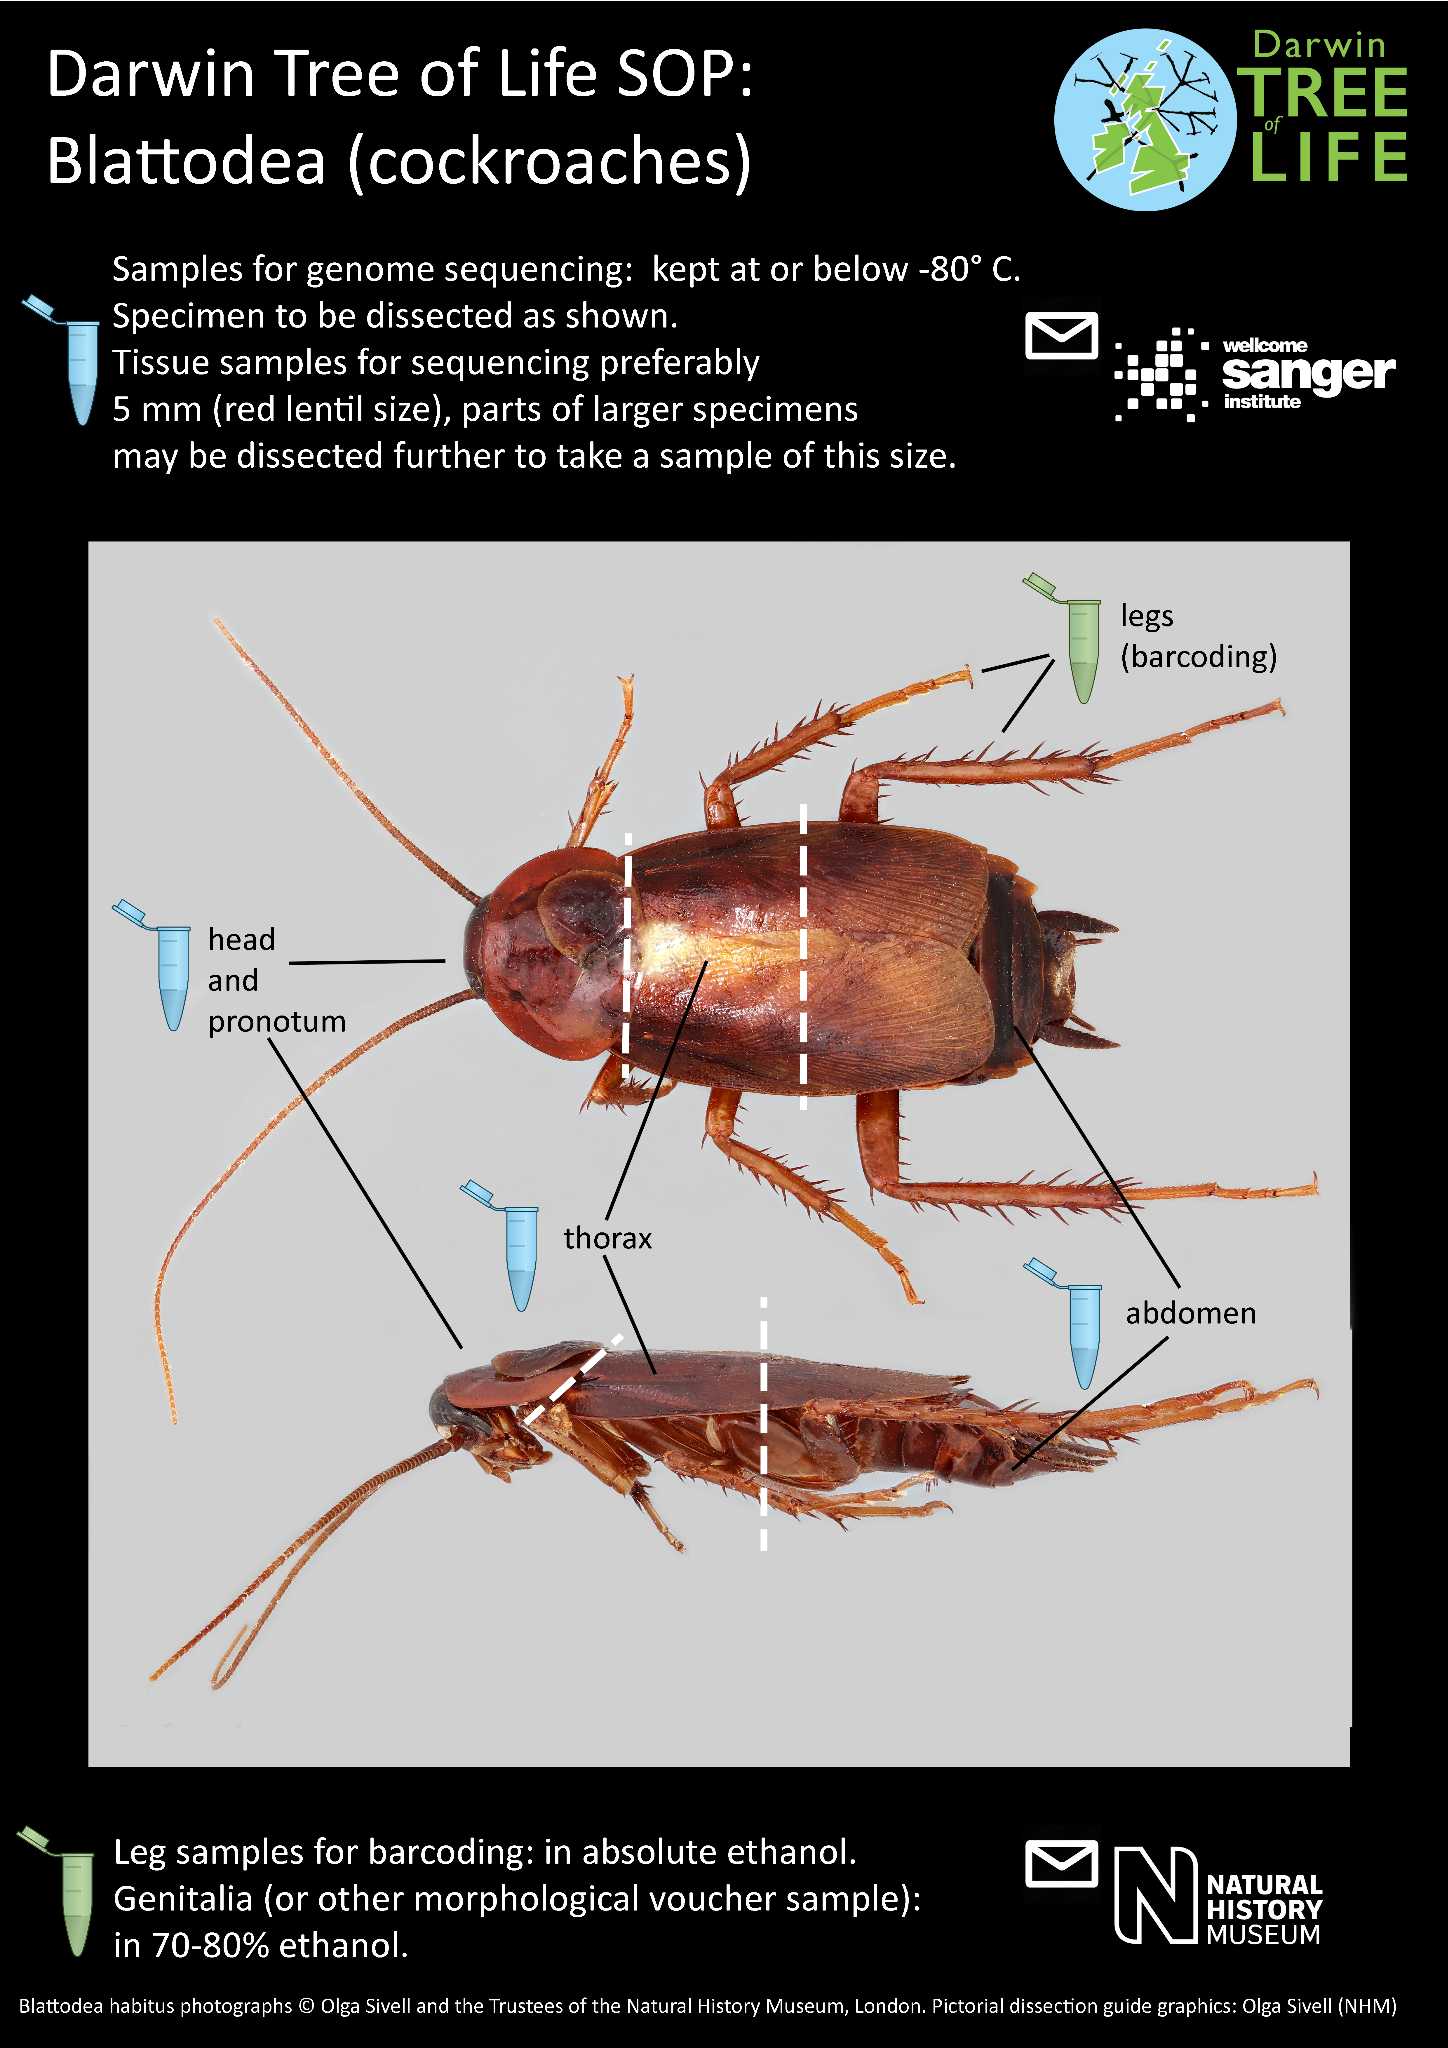 Darwin Tree of Life SOP:
Blattodea (cockroaches)
Darwin
TREE
of
LIFE
Samples for genome sequencing:  kept at or below -80° C.
Specimen to be dissected as shown.
Tissue samples for sequencing preferably
5 mm (red lentil size), parts of larger specimens
may be dissected further to take a sample of this size.
wellcome
sanger
institute
legs
(barcoding)
head
and
pronotum
thorax
abdomen
Leg samples for barcoding: in absolute ethanol.
Genitalia (or other morphological voucher sample):
in 70-80% ethanol.
N
NATURAL
HISTORY
MUSEUM
Blattodea habitus photographs © Olga Sivell and the Trustees of the Natural History Museum, London. Pictorial dissection guide graphics: Olga Sivell (NHM)